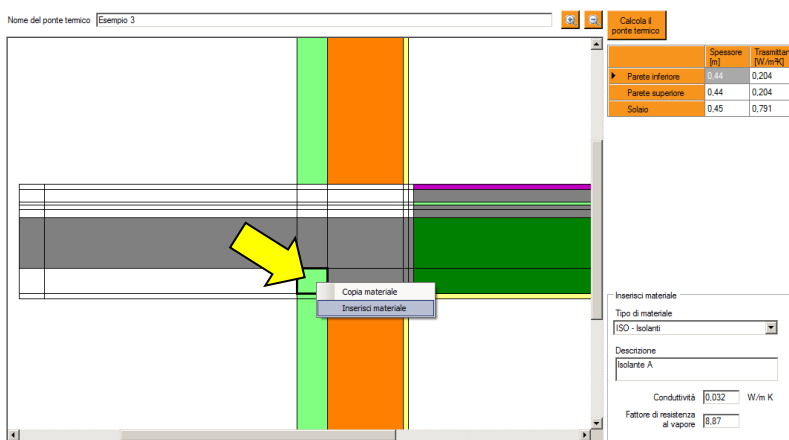 Nome del ponte termico Esempio 3
Calcola il
ponte termico
Spessore Trasmittan
[m] [W/m²K]
Parete inferiore 0,44 0,204
Parete superiore 0,44 0,204
Solaio 0,45 0,791
Copia materiale
Inserisci materiale
Inserisci materiale
Tipo di materiale
ISO - Isolanti
Descrizione
Isolante A
Conduttività 0,032 W/m K
Fattore di resistenza
al vapore 8,87